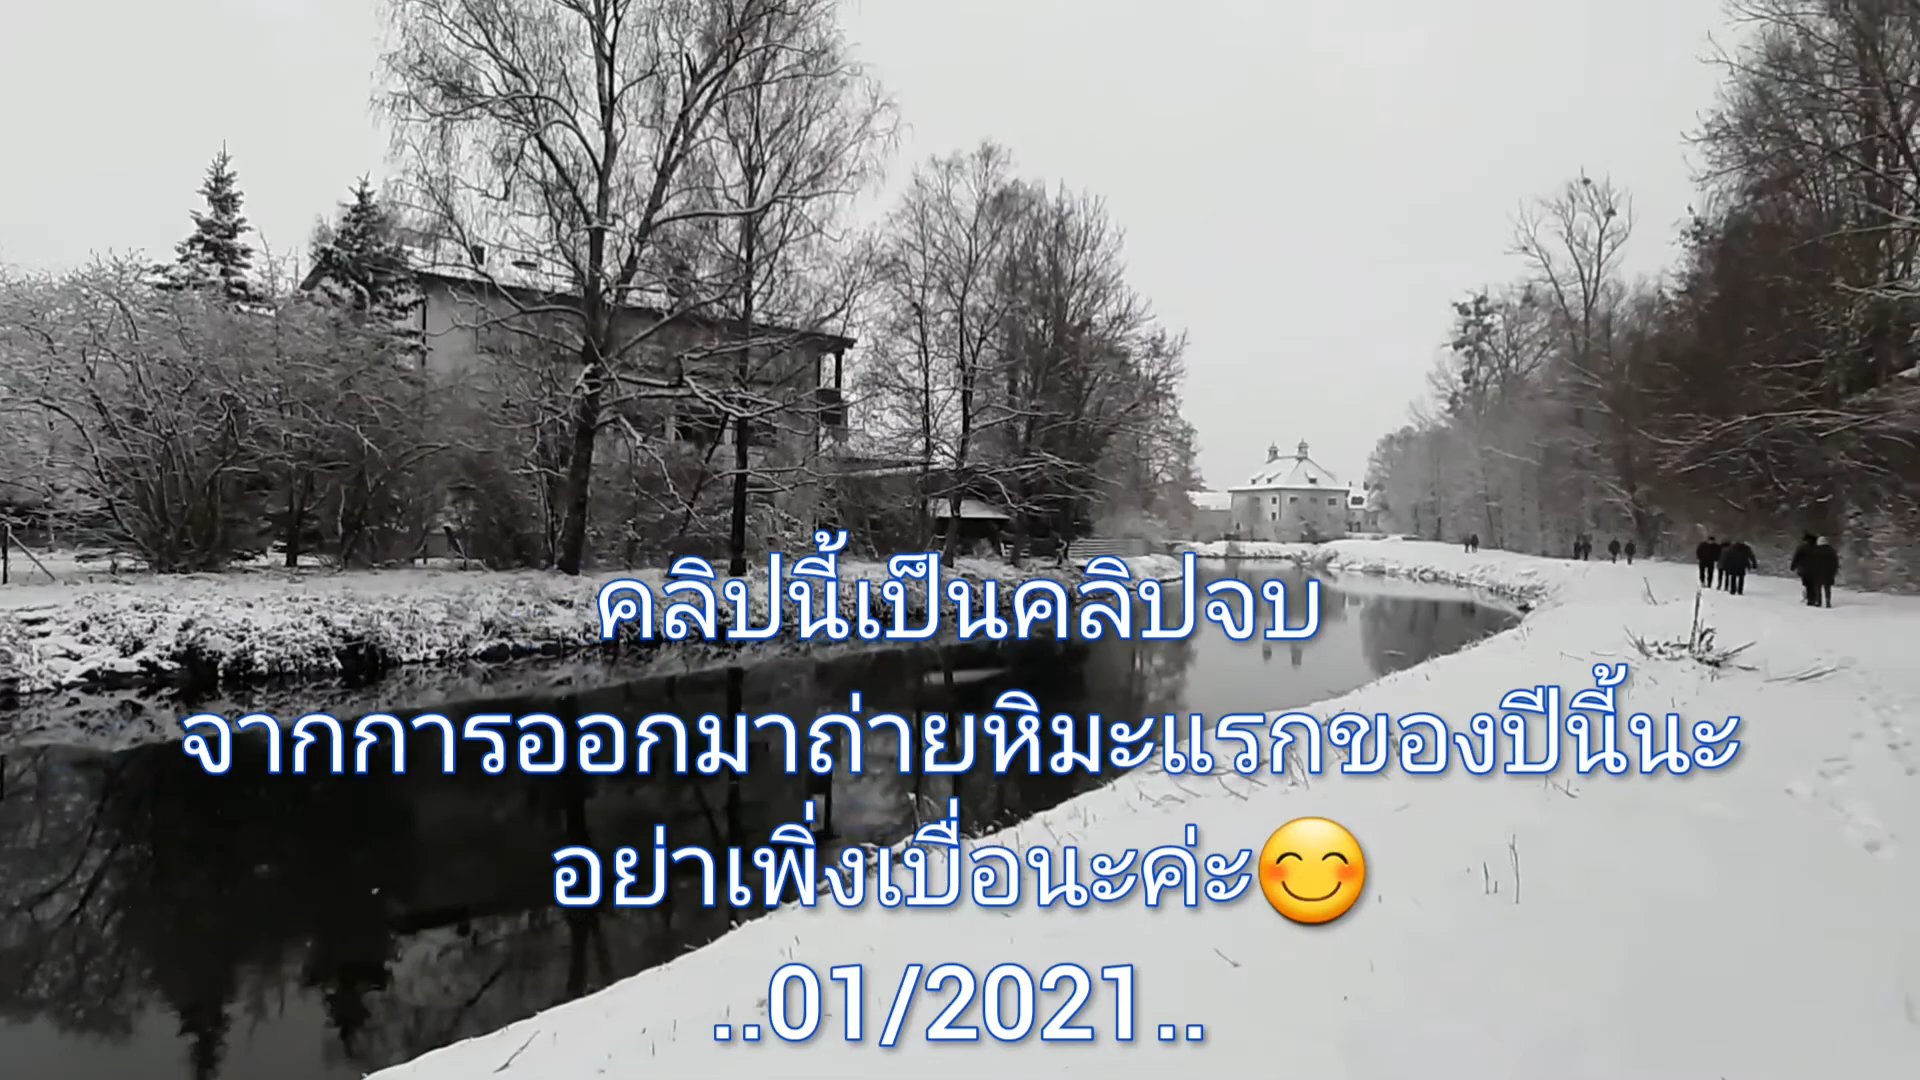 คลิปนี้เป็นคลิปจบ
จากการออกมาถ่ายหิมะแรกของปีนี้นะ
อย่าเพิ่งเบื่อนะค่ะ😊
..01/2021..